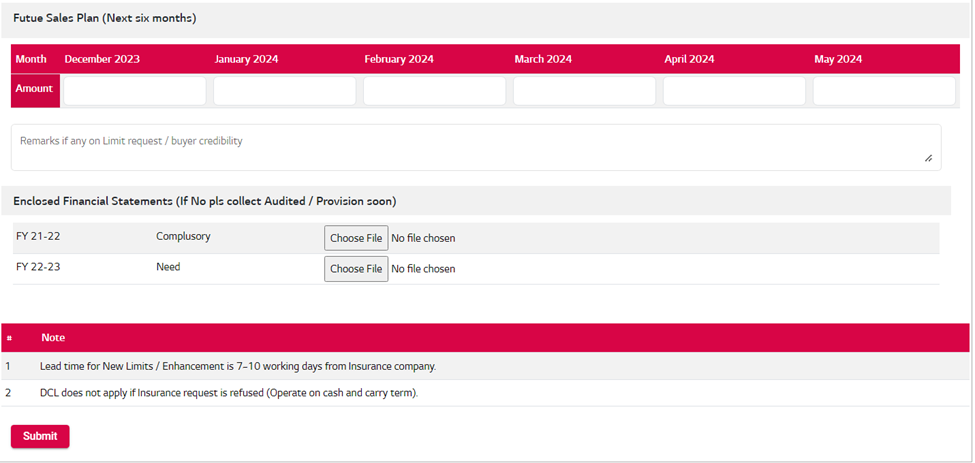 Futue Sales Plan (Next six months)
Month December 2023 January 2024 February 2024 March 2024 April 2024 May 2024
Amount
Remarks if any on Limit request / buyer credibility
Enclosed Financial Statements (If No pls collect Audited / Provision soon)
FY 21-22 Complusory Choose File No file chosen
FY 22-23 Need Choose File No file chosen
# Note
1 Lead time for New Limits / Enhancement is 7-10 working days from Insurance company.
2 DCL does not apply if Insurance request is refused (Operate on cash and carry term).
Submit